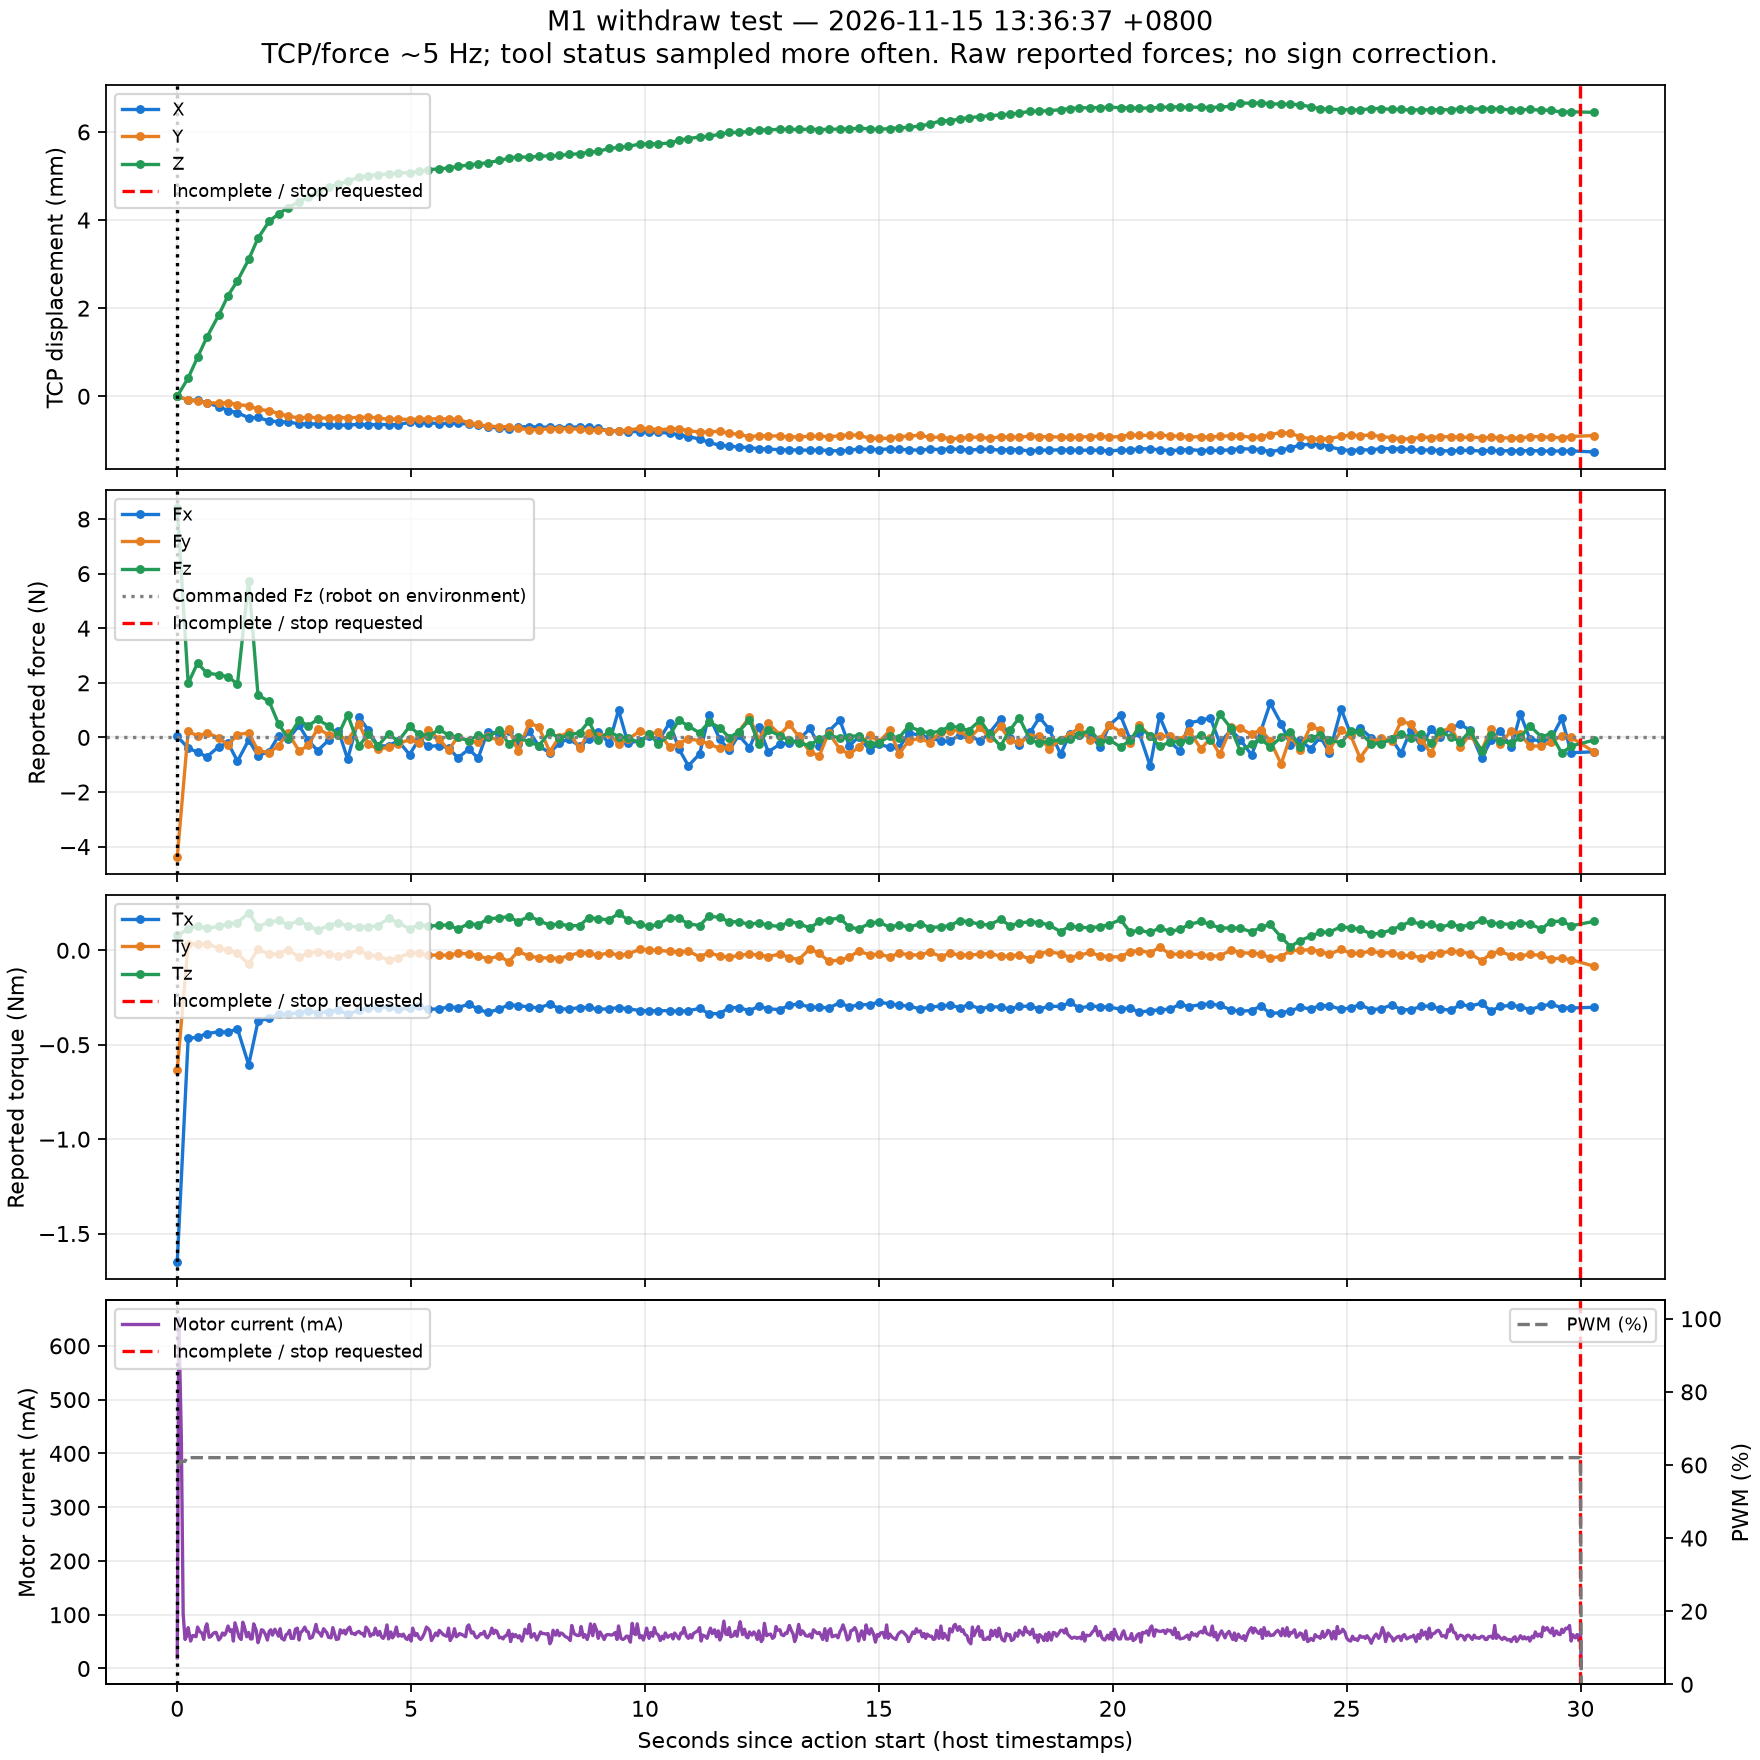 M1 withdraw test — 2026-11-15 13:36:37 +0800
TCP/force ~5 Hz; tool status sampled more often. Raw reported forces; no sign correction.
TCP displacement (mm)
6
4
2
0
X
Y
Z
Incomplete / stop requested
Reported force (N)
8
6
4
2
0
−2
−4
Fx
Fy
Fz
Commanded Fz (robot on environment)
Incomplete / stop requested
Reported torque (Nm)
0.0
−0.5
−1.0
−1.5
Tx
Ty
Tz
Incomplete / stop requested
Motor current (mA)
600
500
400
300
200
100
0
Motor current (mA)
Incomplete / stop requested
PWM (%)
100
80
60
40
20
0
PWM (%)
0 5 10 15 20 25 30
Seconds since action start (host timestamps)